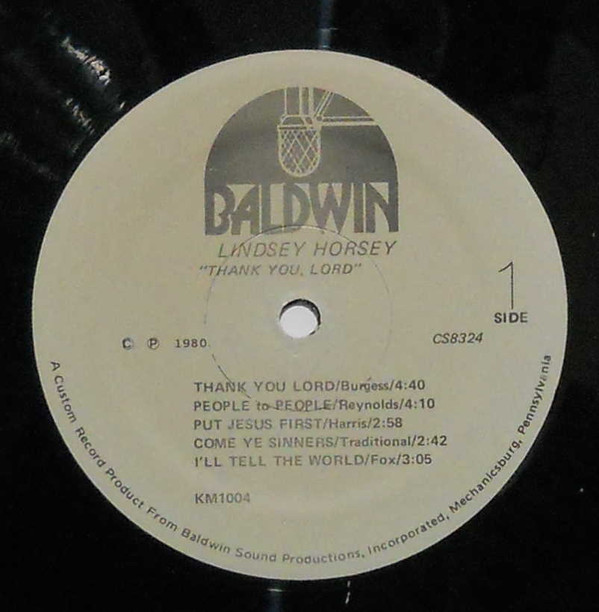 BALDWIN
LINDSEY HORSEY
"THANK YOU, LORD"
1
SIDE
© ℗ 1980
CS8324
THANK YOU LORD/Burgess/4:40
PEOPLE to PEOPLE/Reynolds/4:10
PUT JESUS FIRST/Harris/2:58
COME YE SINNERS/Traditional/2:42
I'LL TELL THE WORLD/Fox/3:05
KM1004
A Custom Record Product From Baldwin Sound Productions, Incorporated, Mechanicsburg, Pennsylvania